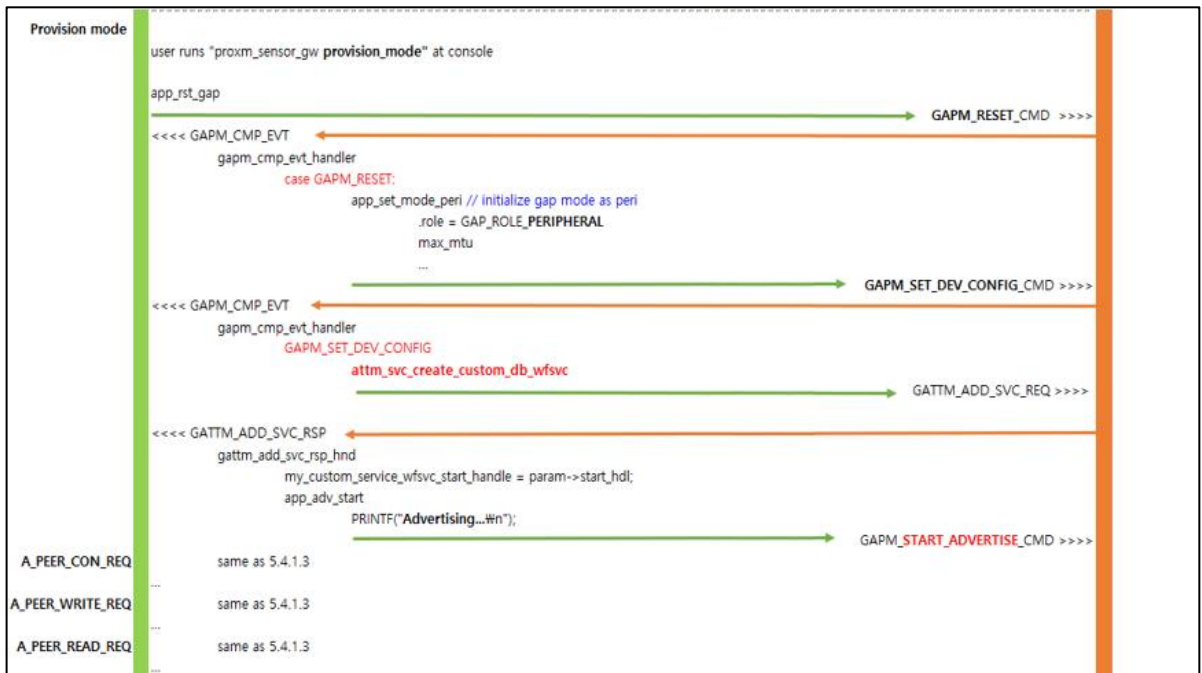 Provision mode
user runs "proxm_sensor_gw provision_mode" at console
app_rst_gap
GAPM_RESET_CMD >>>>
<<<< GAPM_CMP_EVT
gapm_cmp_evt_handler
case GAPM_RESET:
app_set_mode_peri // initialize gap mode as peri
.role = GAP_ROLE_PERIPHERAL
max_mtu
...
GAPM_SET_DEV_CONFIG_CMD >>>>
<<<< GAPM_CMP_EVT
gapm_cmp_evt_handler
GAPM_SET_DEV_CONFIG
attm_svc_create_custom_db_wfsvc
GATTM_ADD_SVC_REQ >>>>
<<<< GATTM_ADD_SVC_RSP
gattm_add_svc_rsp_hnd
my_custom_service_wfsvc_start_handle = param->start_hdl;
app_adv_start
PRINTF("Advertising...₩n");
GAPM_START_ADVERTISE_CMD >>>>
A_PEER_CON_REQ same as 5.4.1.3
...
A_PEER_WRITE_REQ same as 5.4.1.3
...
A_PEER_READ_REQ same as 5.4.1.3
...